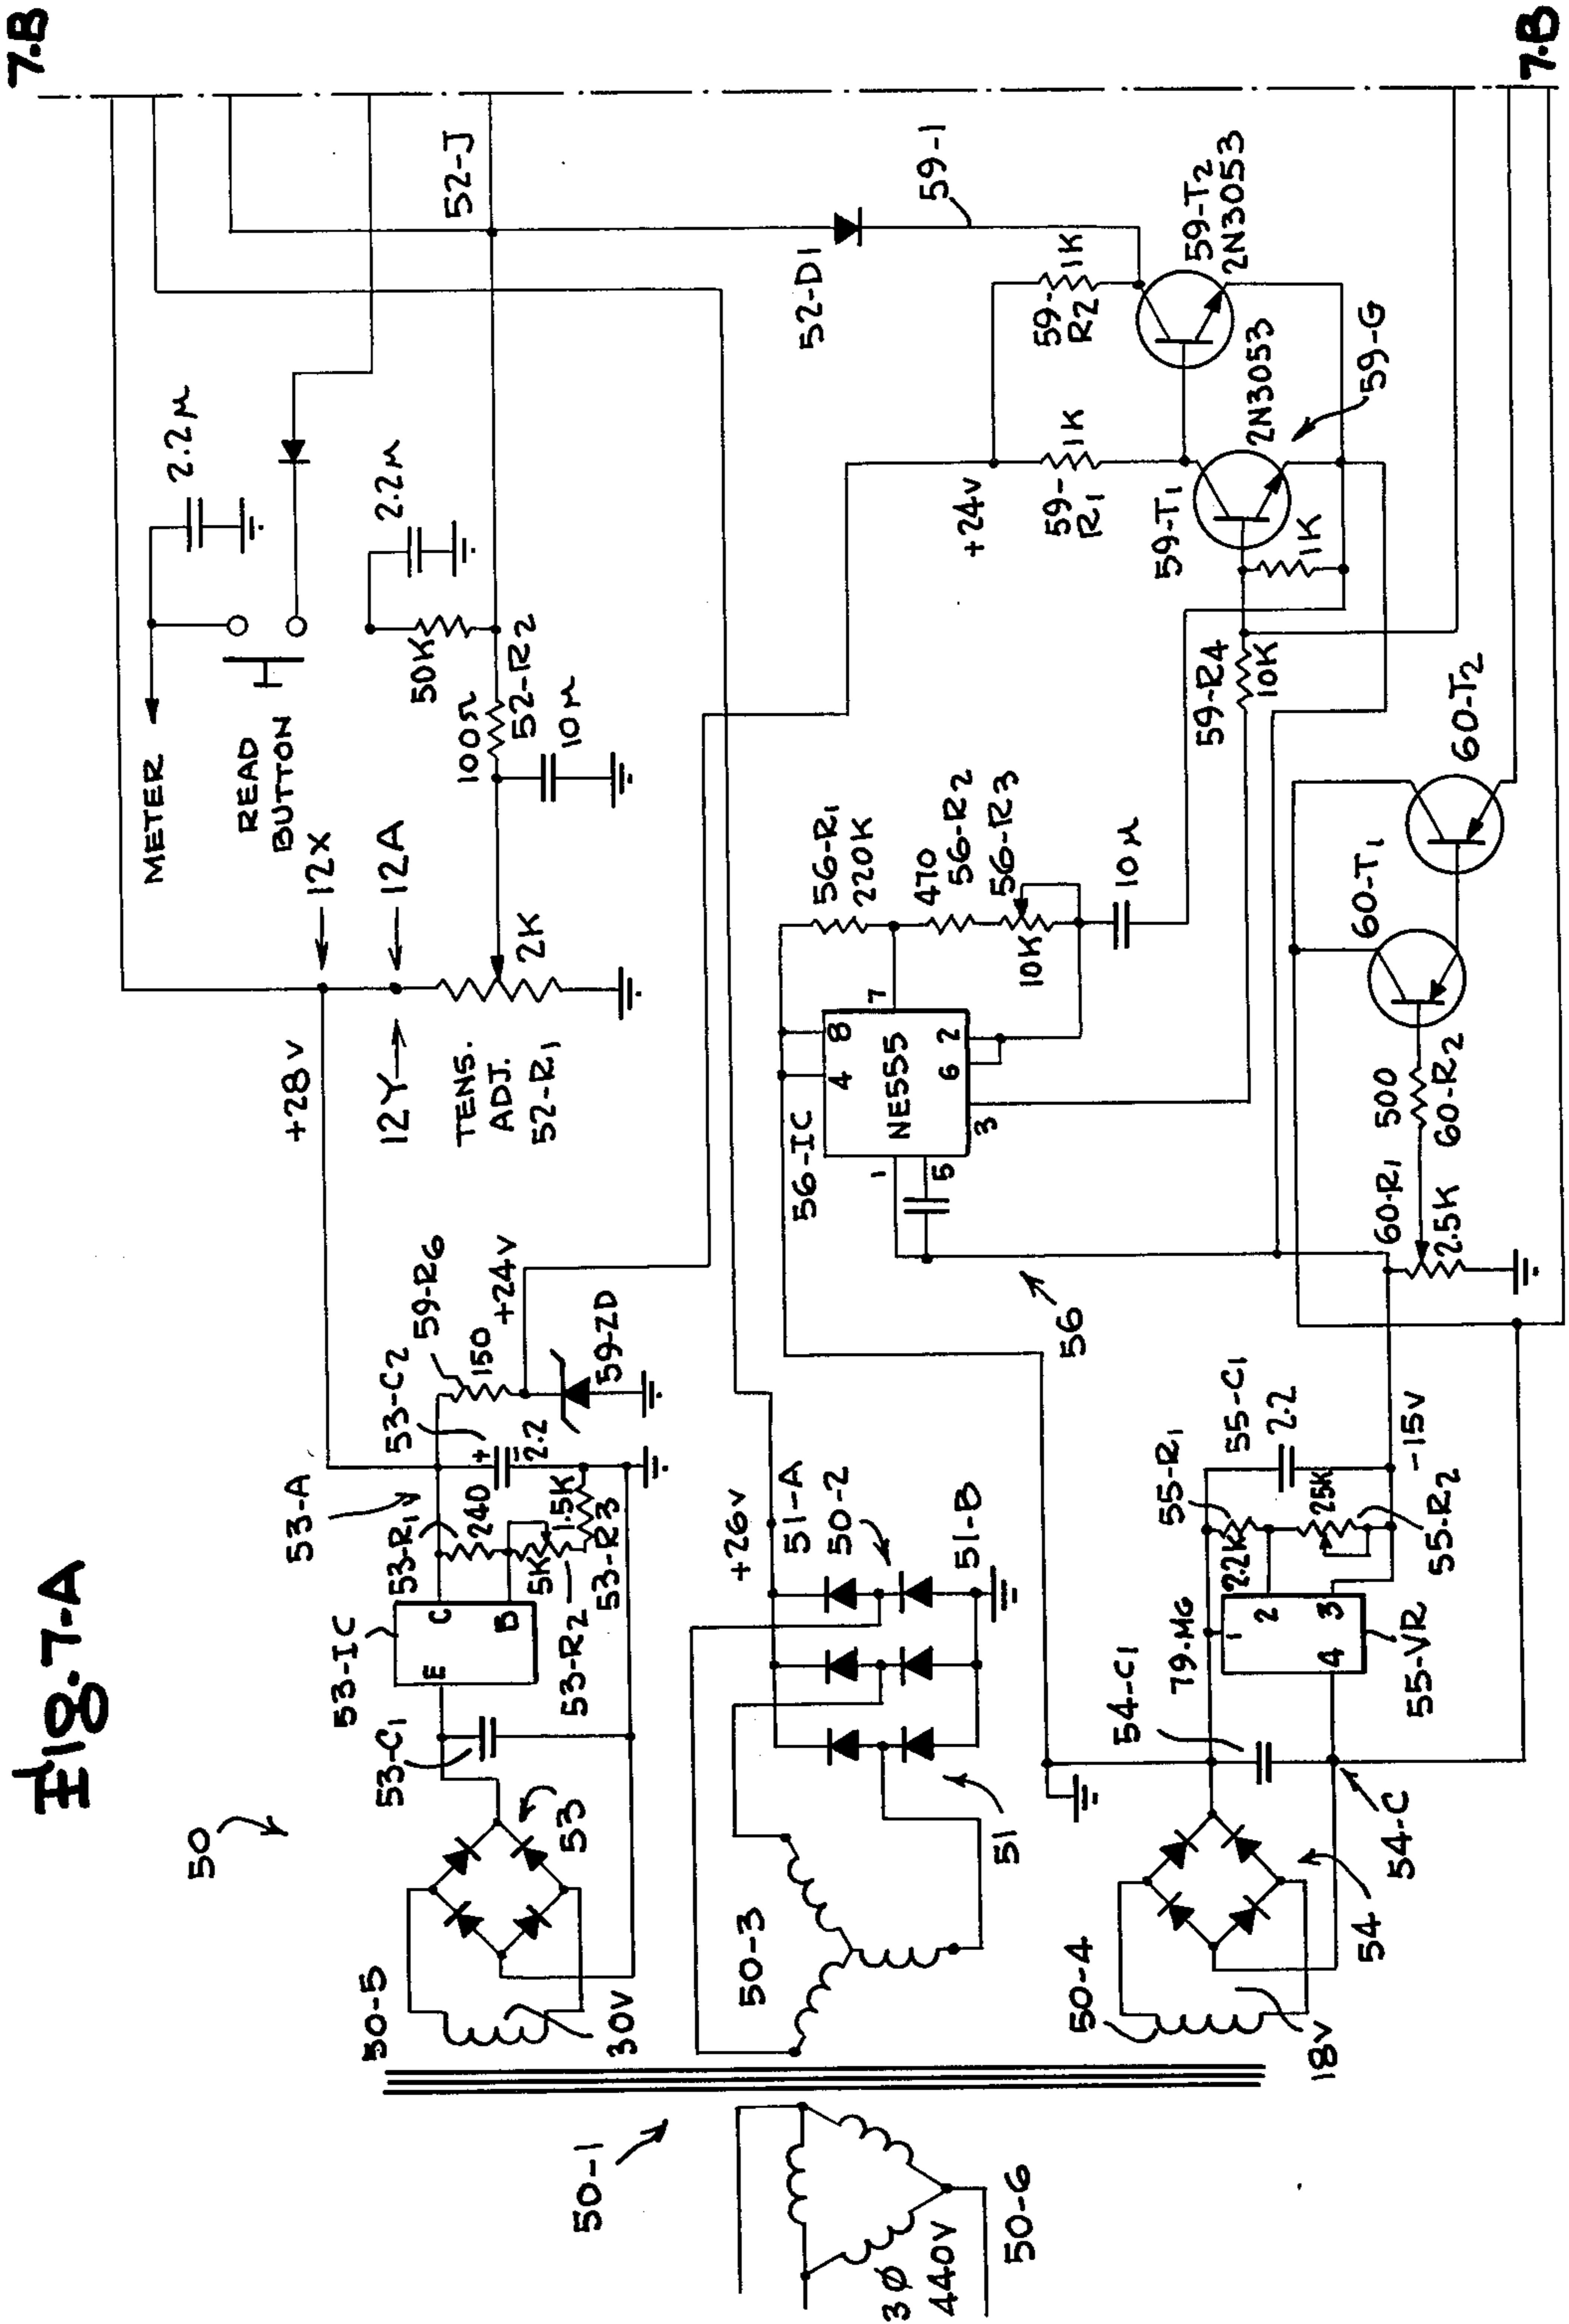 Fig. 7-A
7-B
50
50-1
50-5
30V
53
53-C1
53-IC
E
C
B
53-A
53-R1
240
5K
1.5K
53-R2
53-R3
53-C2
+
2.2
59-R6
150
+24v
59-ZD
+28v
12X
12Y
12A
TENS.
ADJ.
52-R1
2K
METER
READ
BUTTON
2.2μ
2.2μ
50K
100Ω
52-R2
10μ
52-J
50-3
51
+26v
51-A
50-2
51-B
52-D1
59-1
3Ø
440V
50-6
50-4
18v
54
54-C
54-C1
79-MG
1
2
3
4
55-VR
2.2K
55-R1
25K
55-R2
55-C1
2.2
-15v
56
56-IC
NE555
4
8
7
6
2
3
1
5
56-R1
220K
470
56-R2
56-R3
10K
10μ
59-R4
10K
+24v
59-
R1
1K
59-
R2
1K
59-T1
1K
2N3053
59-T2
2N3053
59-G
60-R1
2.5K
500
60-R2
60-T1
60-T2
7-B